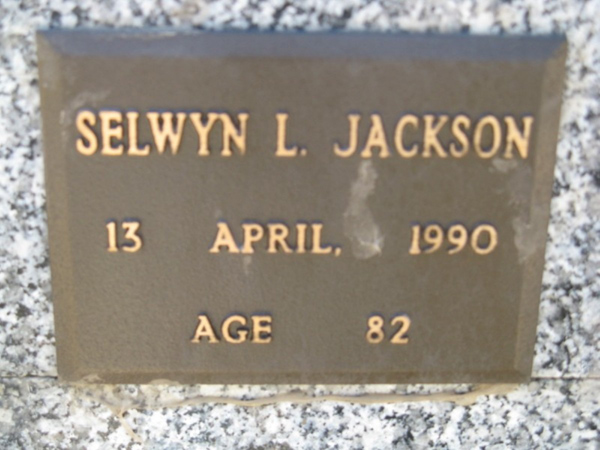 SELWYN L. JACKSON
13 APRIL, 1990
AGE 82